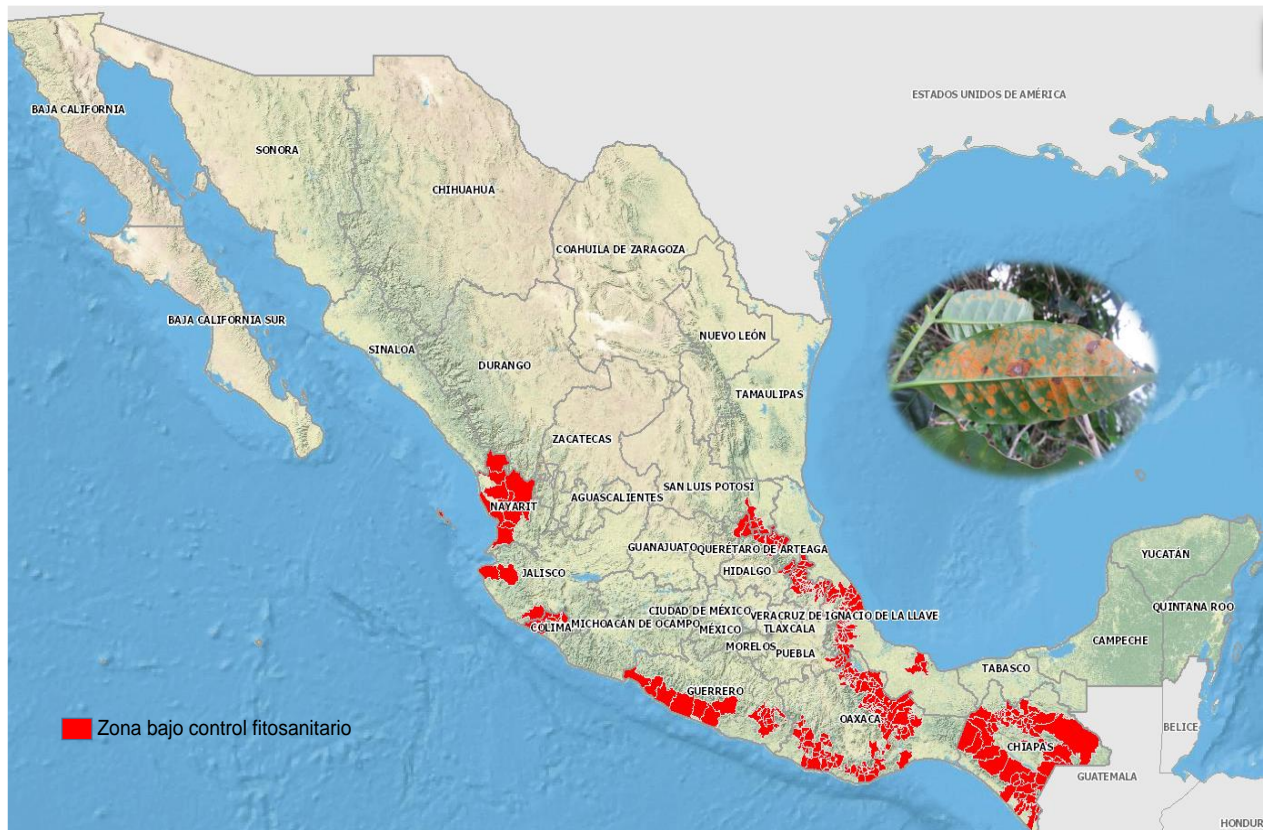 ESTADOS UNIDOS DE AMÉRICA
BAJA CALIFORNIA
SONORA
CHIHUAHUA
COAHUILA DE ZARAGOZA
BAJA CALIFORNIA SUR
NUEVO LEÓN
SINALOA
DURANGO
TAMAULIPAS
ZACATECAS
SAN LUIS POTOSÍ
AGUASCALIENTES
NAYARIT
GUANAJUATO
QUERÉTARO DE ARTEAGA
YUCATÁN
HIDALGO
JALISCO
QUINTANA ROO
CIUDAD DE MÉXICO
VERACRUZ DE IGNACIO DE LA LLAVE
COLIMA
MICHOACÁN DE OCAMPO
MÉXICO
TLAXCALA
CAMPECHE
MORELOS
PUEBLA
TABASCO
GUERRERO
OAXACA
BELICE
CHIAPAS
GUATEMALA
Zona bajo control fitosanitario
HONDUR